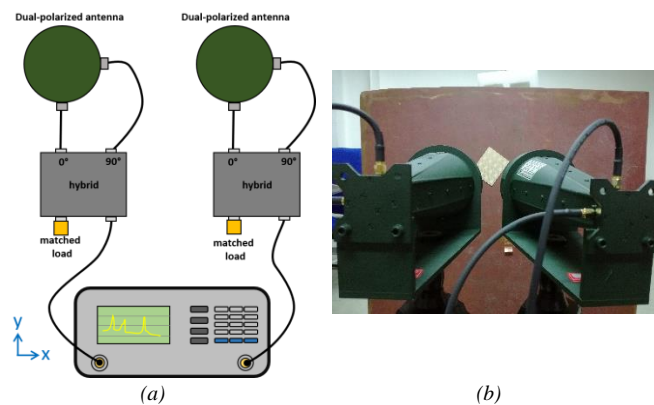 Dual-polarized antenna Dual-polarized antenna
0° 90° 0° 90°
hybrid hybrid
matched matched
load load
y
x
(a) (b)